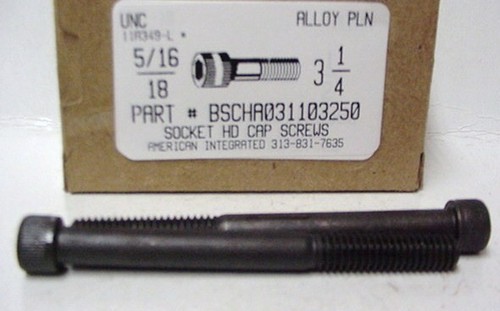 UNC ALLOY PLN
11A349-L *
5/16
18
3 1/4
PART # BSCHA031103250
SOCKET HD CAP SCREWS
AMERICAN INTEGRATED 313-831-7635